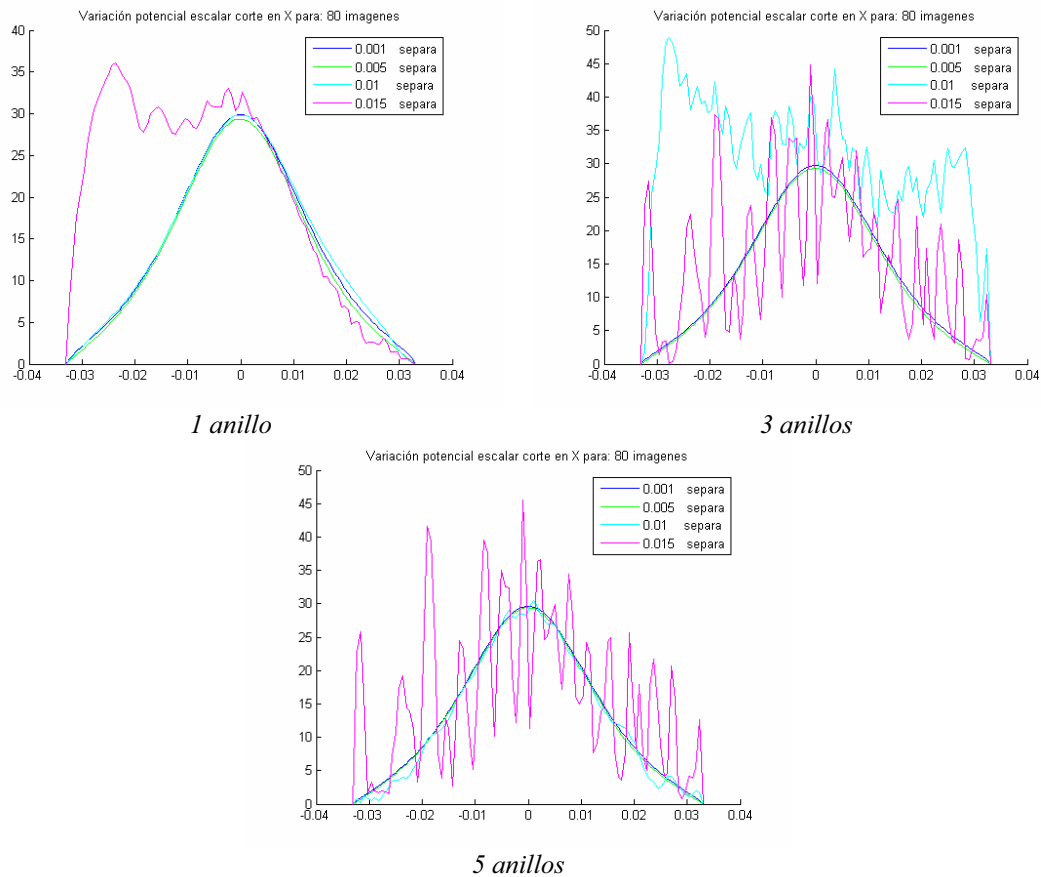 Variación potencial escalar corte en X para: 80 imagenes
40
35
30
25
20
15
10
5
0
-0.04 -0.03 -0.02 -0.01 0 0.01 0.02 0.03 0.04
0.001 separa
0.005 separa
0.01 separa
0.015 separa
1 anillo
Variación potencial escalar corte en X para: 80 imagenes
50
45
40
35
30
25
20
15
10
5
0
-0.04 -0.03 -0.02 -0.01 0 0.01 0.02 0.03 0.04
0.001 separa
0.005 separa
0.01 separa
0.015 separa
3 anillos
Variación potencial escalar corte en X para: 80 imagenes
50
45
40
35
30
25
20
15
10
5
0
-0.04 -0.03 -0.02 -0.01 0 0.01 0.02 0.03 0.04
0.001 separa
0.005 separa
0.01 separa
0.015 separa
5 anillos